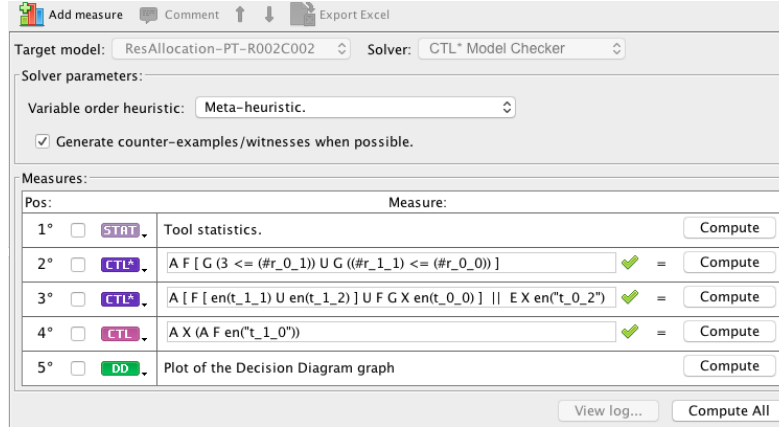 Add measure Comment Export Excel
Target model: ResAllocation-PT-R002C002 Solver: CTL* Model Checker
Solver parameters:
Variable order heuristic: Meta-heuristic.
Generate counter-examples/witnesses when possible.
Measures:
Pos: Measure:
1° STAT Tool statistics. Compute
2° CTL* A F [ G (3 <= (#r_0_1)) U G ((#r_1_1) <= (#r_0_0)) ] = Compute
3° CTL* A [ F [ en(t_1_1) U en(t_1_2) ] U F G X en(t_0_0) ] || E X en("t_0_2") = Compute
4° CTL A X (A F en("t_1_0")) = Compute
5° DD Plot of the Decision Diagram graph Compute
View log... Compute All